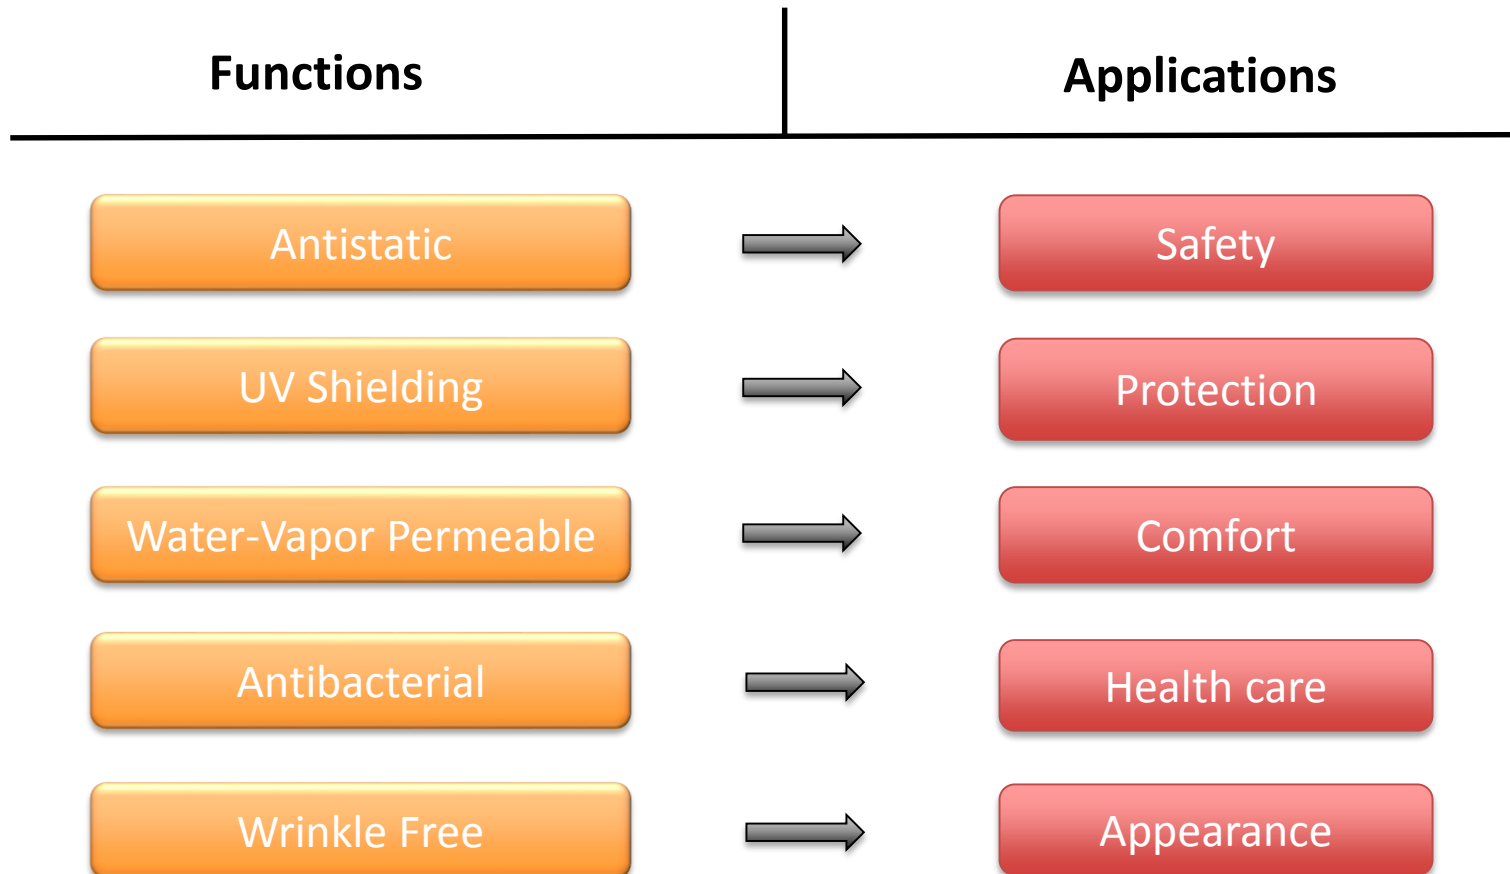 Functions
Applications
Antistatic
Safety
UV Shielding
Protection
Water-Vapor Permeable
Comfort
Antibacterial
Health care
Wrinkle Free
Appearance